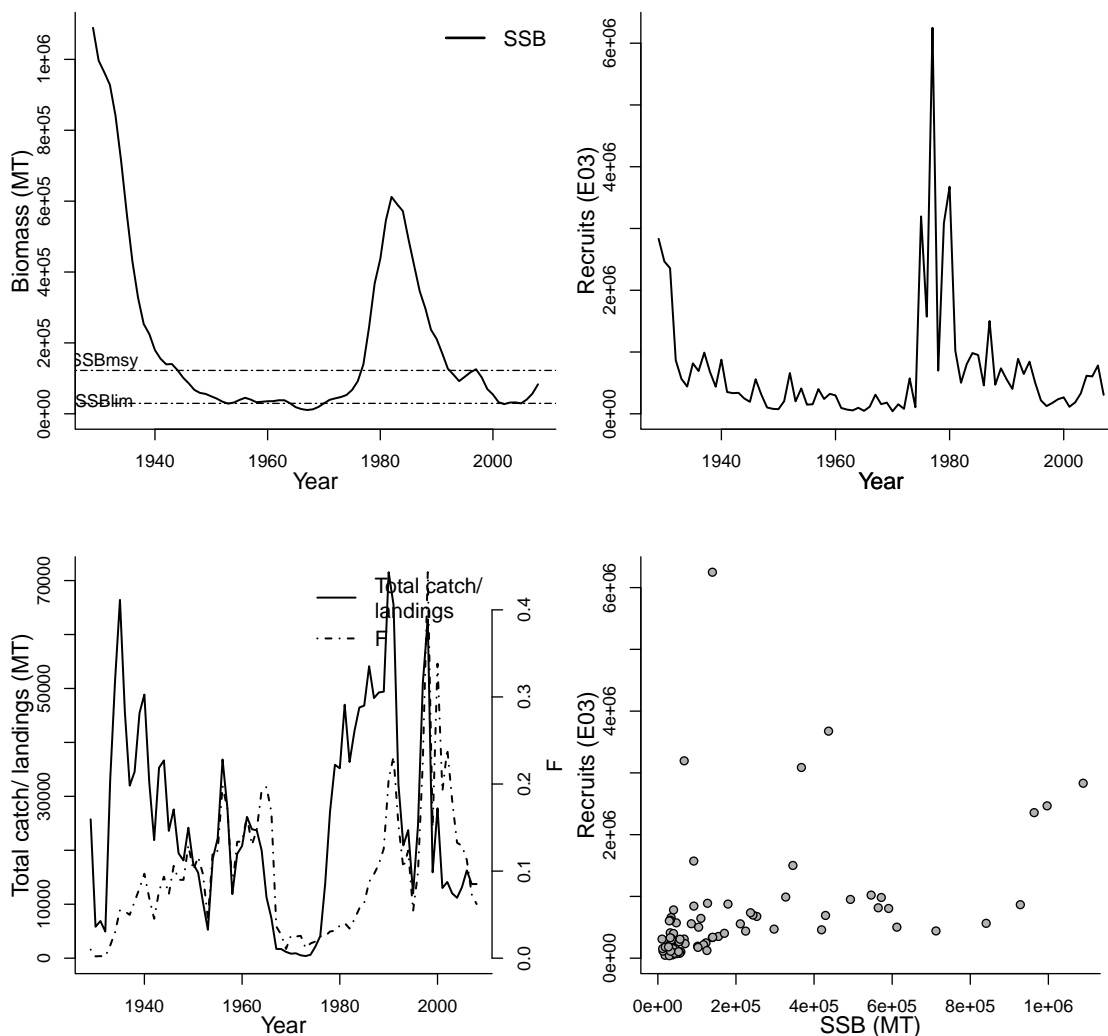 SSB
Biomass (MT)
0e+00 2e+05 4e+05 6e+05 8e+05 1e+06
SSBmsy
SSBlim
1940 1960 1980 2000
Year
Recruits (E03)
0e+00 2e+06 4e+06 6e+06
1940 1960 1980 2000
Year
Total catch/
landings
F
Total catch/ landings (MT)
0 10000 30000 50000 70000
0.0 0.1 0.2 0.3 0.4
F
1940 1960 1980 2000
Year
Recruits (E03)
0e+00 2e+06 4e+06 6e+06
0e+00 2e+05 4e+05 6e+05 8e+05 1e+06
SSB (MT)